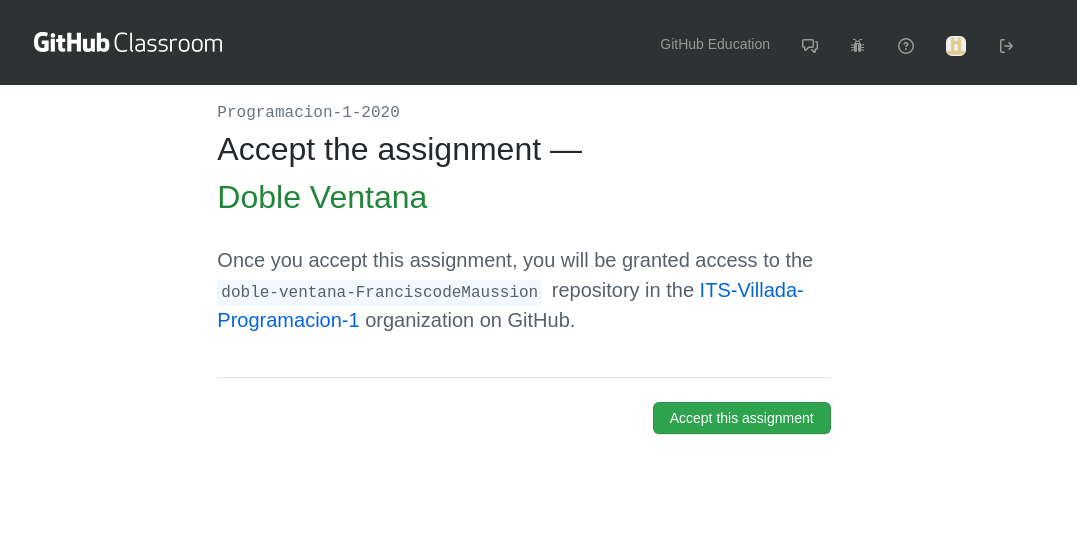 GitHub Classroom
GitHub Education
Programacion-1-2020
Accept the assignment —
Doble Ventana
Once you accept this assignment, you will be granted access to the
doble-ventana-FranciscodeMaussion repository in the ITS-Villada-
Programacion-1 organization on GitHub.
Accept this assignment